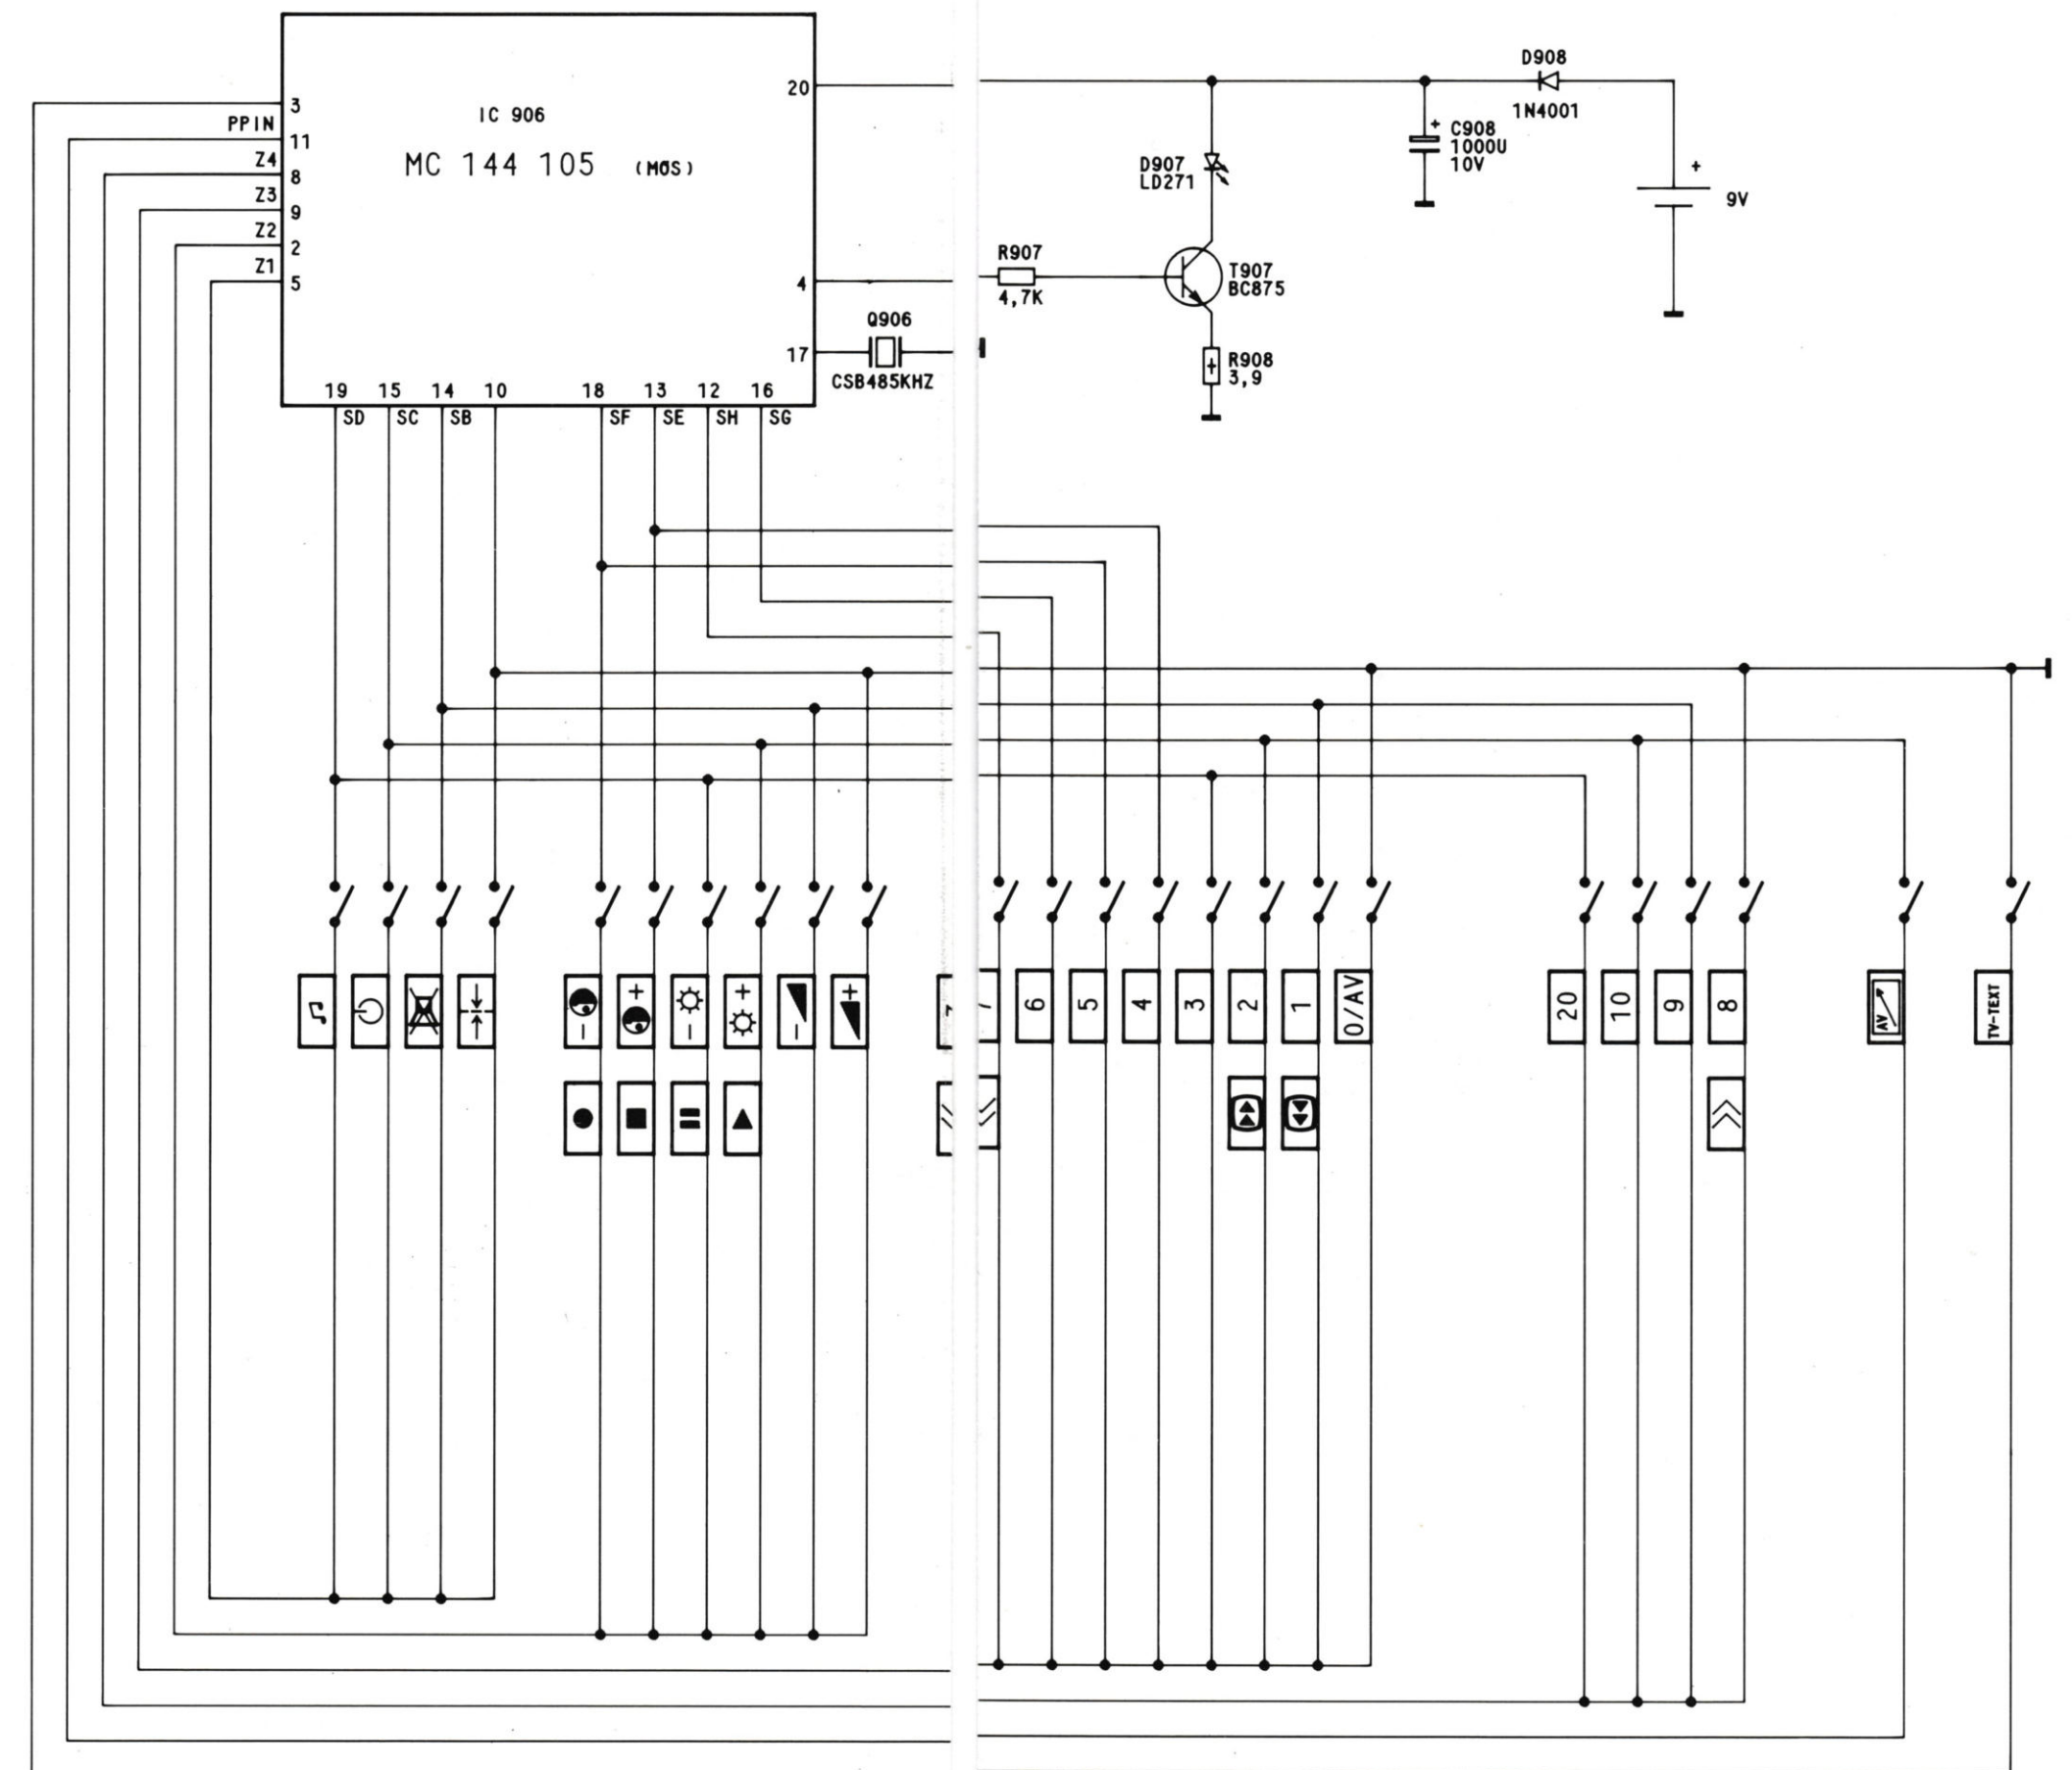 IC 906
MC 144 105 (MOS)
3
PPIN
11
Z4
8
Z3
9
Z2
2
Z1
5
20
4
17
Q906
CSB485KHZ
19 15 14 10 18 13 12 16
SD SC SB SF SE SH SG
D908
1N4001
+ C908
1000U
10V
D907
LD271
+
9V
R907
4,7K
T907
BC875
R908
3,9
- + - + - +
7 6 5 4 3 2 1 0/AV
20 10 9 8
AV
TV-TEXT